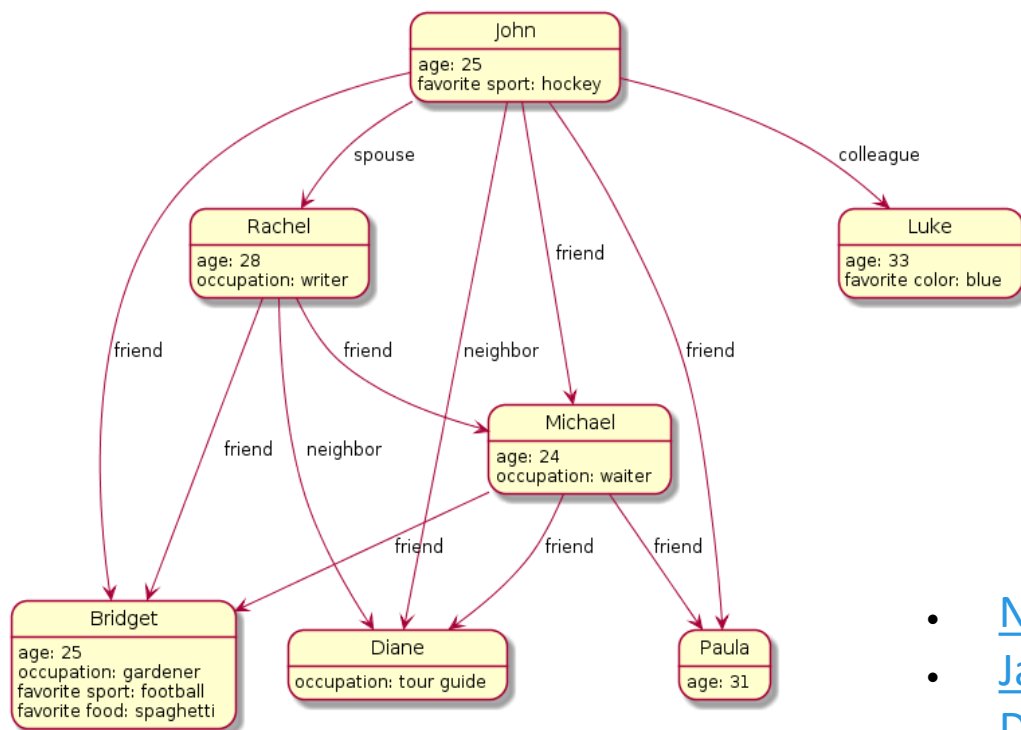 John
age: 25
favorite sport: hockey
spouse
colleague
Rachel
age: 28
occupation: writer
friend
Luke
age: 33
favorite color: blue
friend
friend
neighbor
friend
Michael
age: 24
occupation: waiter
friend
neighbor
friend
friend
friend
Bridget
age: 25
occupation: gardener
favorite sport: football
favorite food: spaghetti
Diane
occupation: tour guide
Paula
age: 31
• N
• Ja